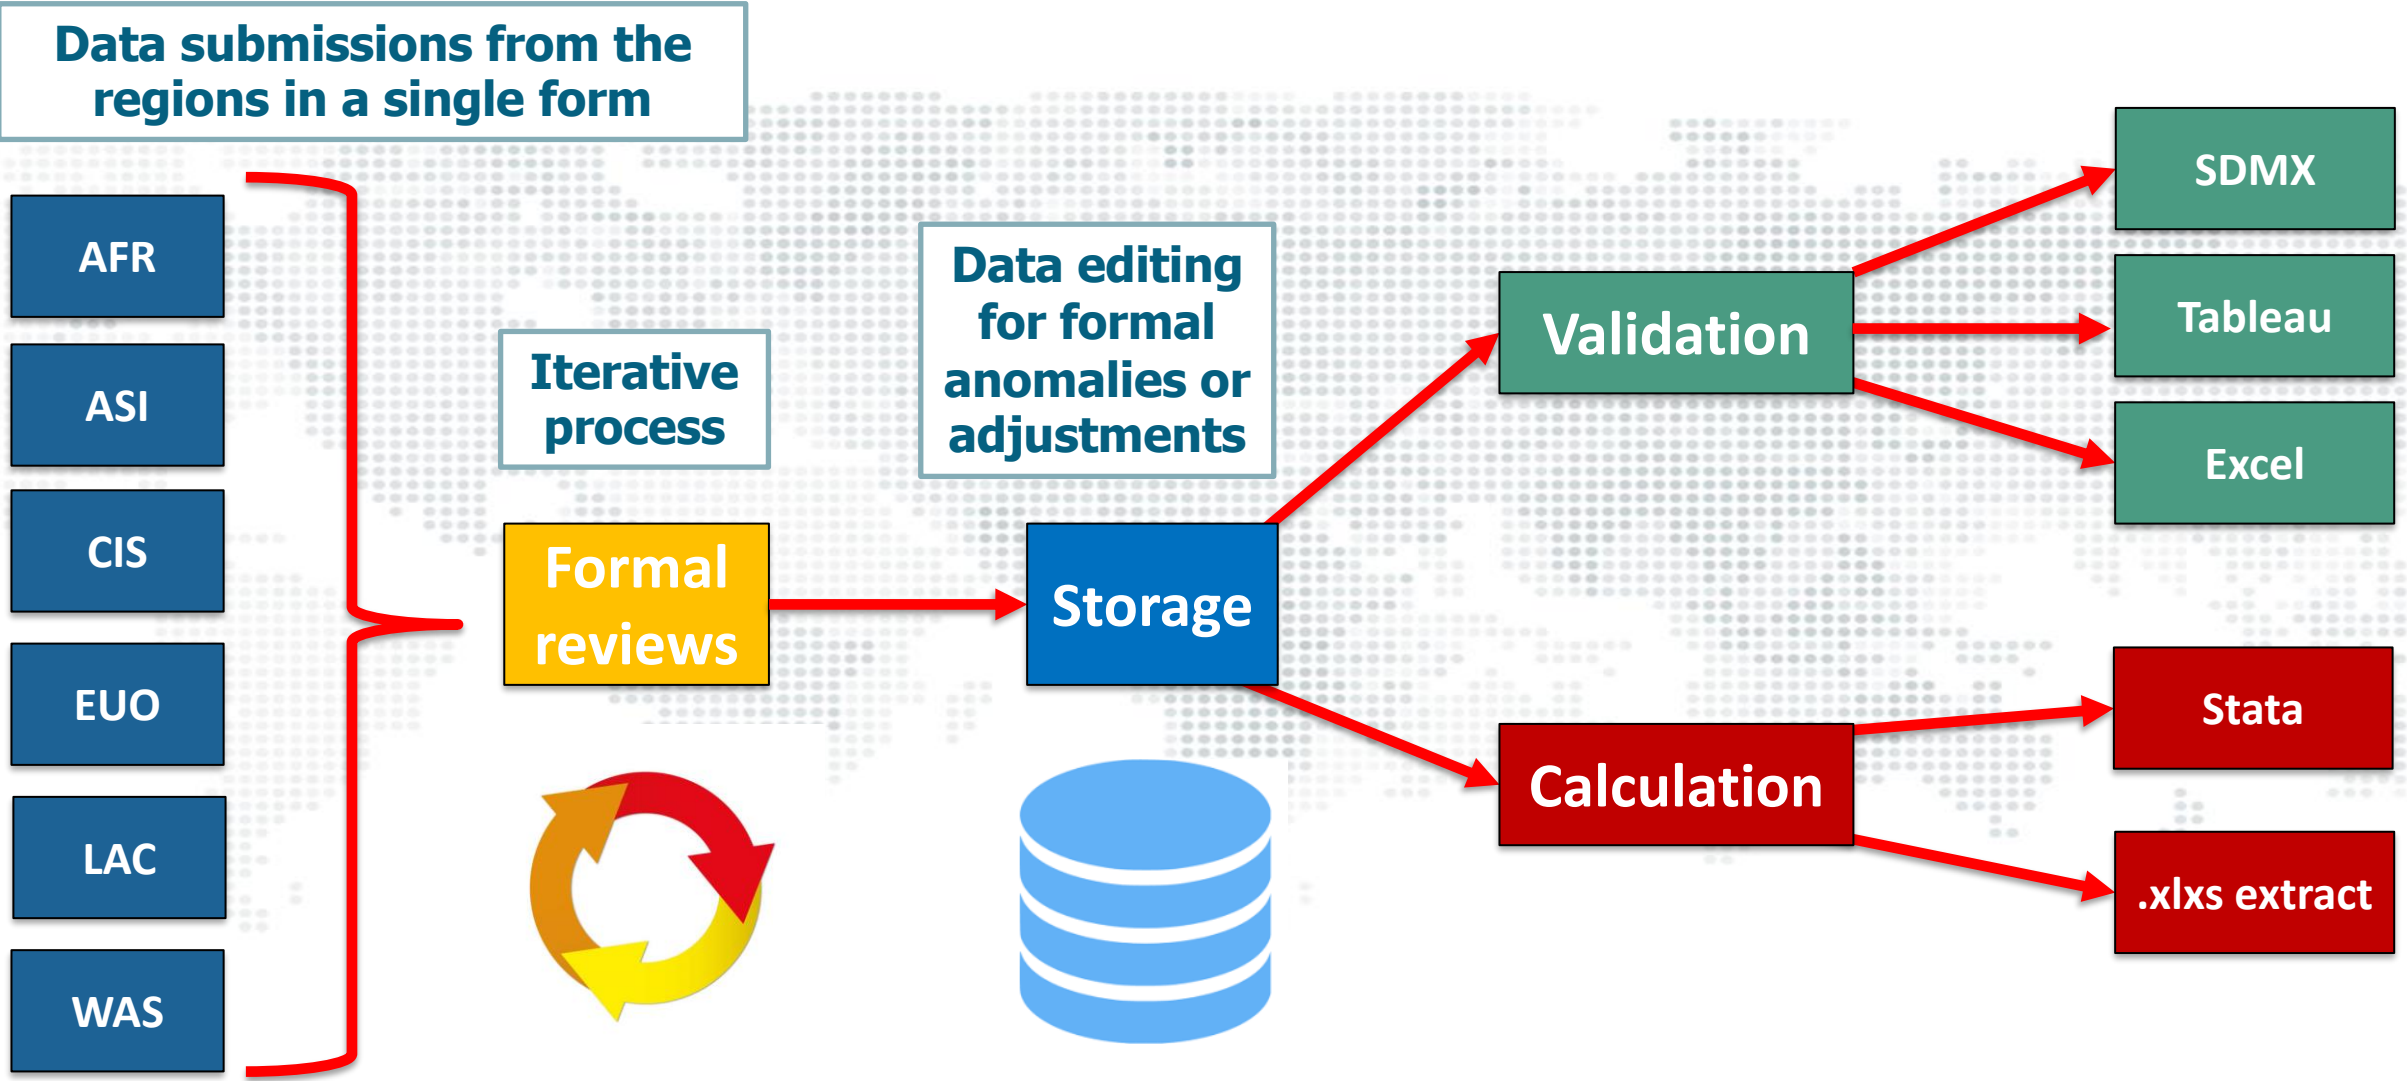 Data submissions from the
regions in a single form
AFR
ASI
CIS
EUO
LAC
WAS
Iterative
process
Formal
reviews
Data editing
for formal
anomalies or
adjustments
Storage
Validation
Calculation
SDMX
Tableau
Excel
Stata
.xlxs extract